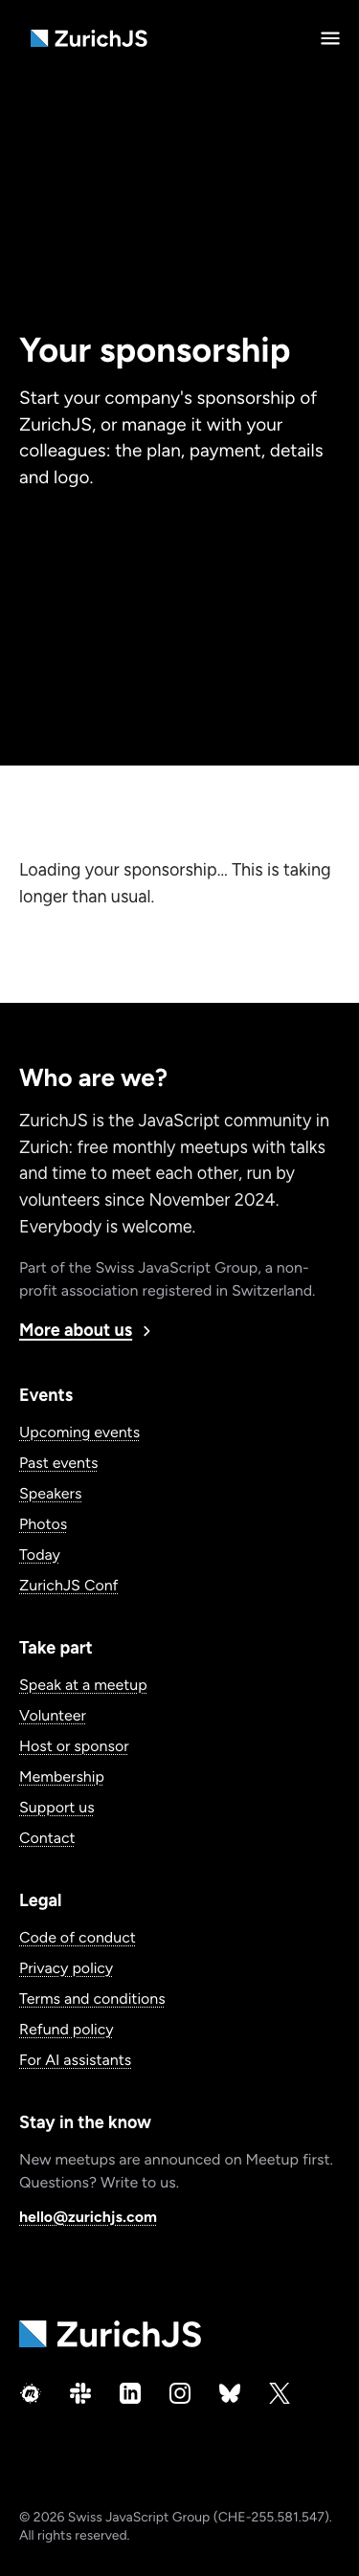 ZurichJS
Your sponsorship
Start your company's sponsorship of
ZurichJS, or manage it with your
colleagues: the plan, payment, details
and logo.
Loading your sponsorship... This is taking
longer than usual.
Who are we?
ZurichJS is the JavaScript community in
Zurich: free monthly meetups with talks
and time to meet each other, run by
volunteers since November 2024.
Everybody is welcome.
Part of the Swiss JavaScript Group, a non-
profit association registered in Switzerland.
More about us
Events
Upcoming events
Past events
Speakers
Photos
Today
ZurichJS Conf
Take part
Speak at a meetup
Volunteer
Host or sponsor
Membership
Support us
Contact
Legal
Code of conduct
Privacy policy
Terms and conditions
Refund policy
For AI assistants
Stay in the know
New meetups are announced on Meetup first.
Questions? Write to us.
hello@zurichjs.com
ZurichJS
© 2026 Swiss JavaScript Group (CHE-255.581.547).
All rights reserved.